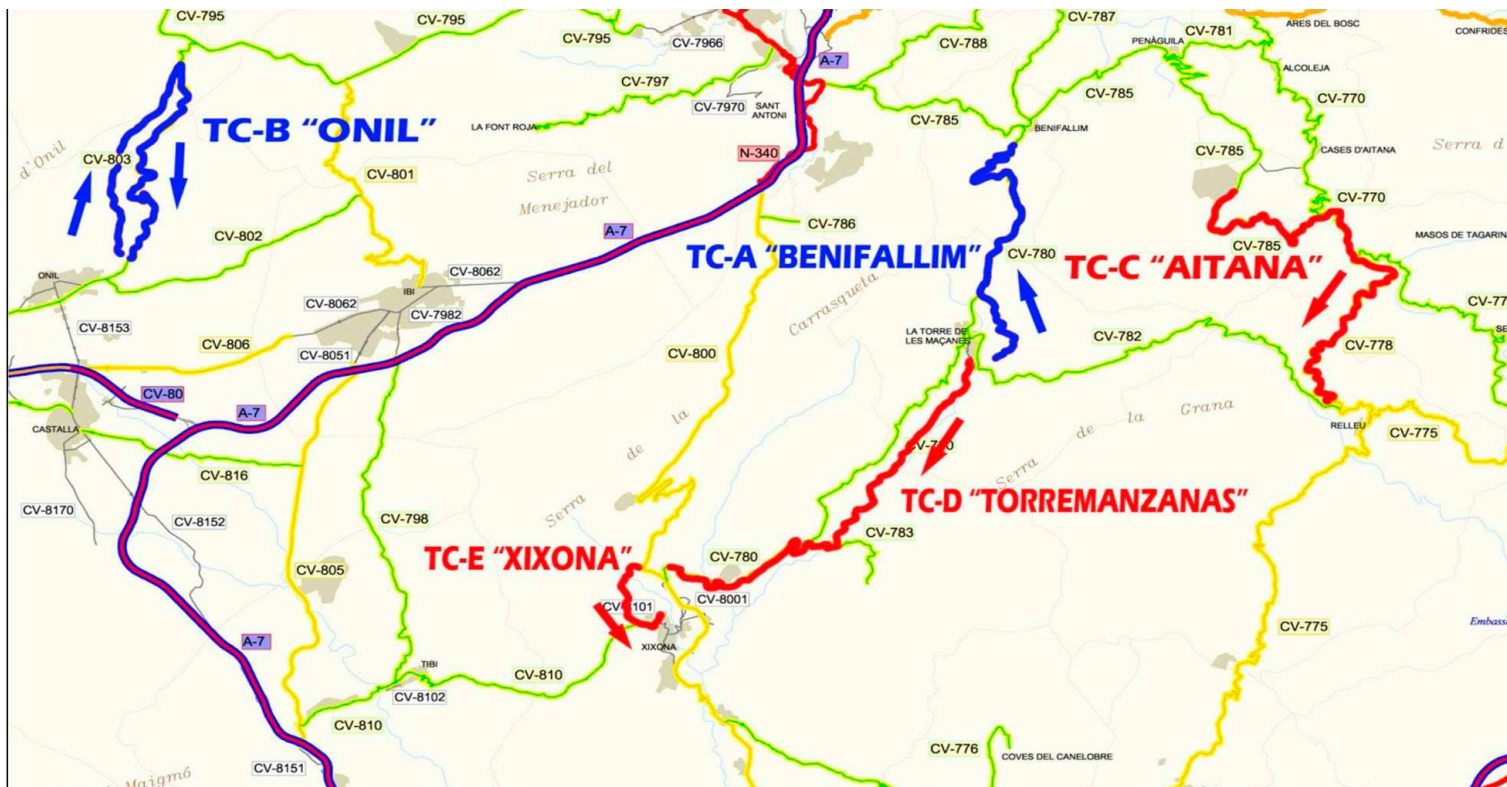 CV-795
CV-795
CV-795
CV-7966
A-7
CV-787
CV-788
PENÀGUILA
CV-781
ARES DEL BOSC
CONFRIDES
ALCOLEJA
CV-797
CV-7970
SANT
ANTONI
LA FONT ROJA
CV-785
CV-785
CV-770
BENIFALLIM
TC-B "ONIL"
d'Onil
CV-803
CV-801
N-340
Serra del
Menejador
CV-785
CASES D'AITANA
Serra d
CV-770
CV-802
CV-786
A-7
TC-A "BENIFALLIM"
CV-780
CV-785
TC-C "AITANA"
MASOS DE TAGARIN
ONIL
CV-8062
IBI
CV-8062
CV-7982
CV-8153
CV-806
CV-8051
Carrasqueta
LA TORRE DE
LES MAÇANES
CV-782
CV-77
SE
CV-800
CV-778
CV-80
A-7
CASTALLA
de la
Serra
de la Grana
Serra
RELLEU
CV-775
CV-816
CV-8170
CV-8152
CV-798
TC-D "TORREMANZANAS"
CV-783
TC-E "XIXONA"
CV-780
CV-805
CV-8001
XIXONA
A-7
CV-775
Embass
TIBI
CV-810
CV-8102
CV-810
CV-776
COVES DEL CANELOBRE
CV-8151
Maigmó